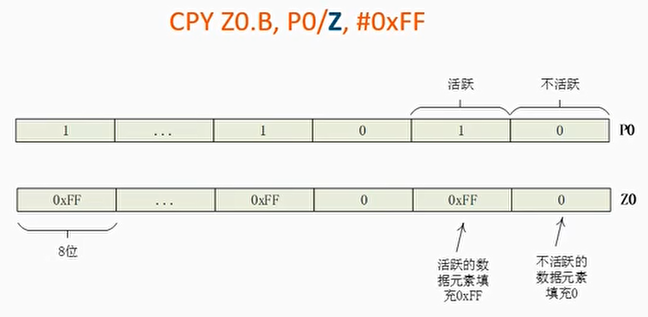 CPY Z0.B, P0/Z, #0xFF
活跃 不活跃
1 ... 1 0 1 0 P0
0xFF ... 0xFF 0 0xFF 0 Z0
8位
活跃的数
据元素填
充0xFF
不活跃的
数据元素
填充0